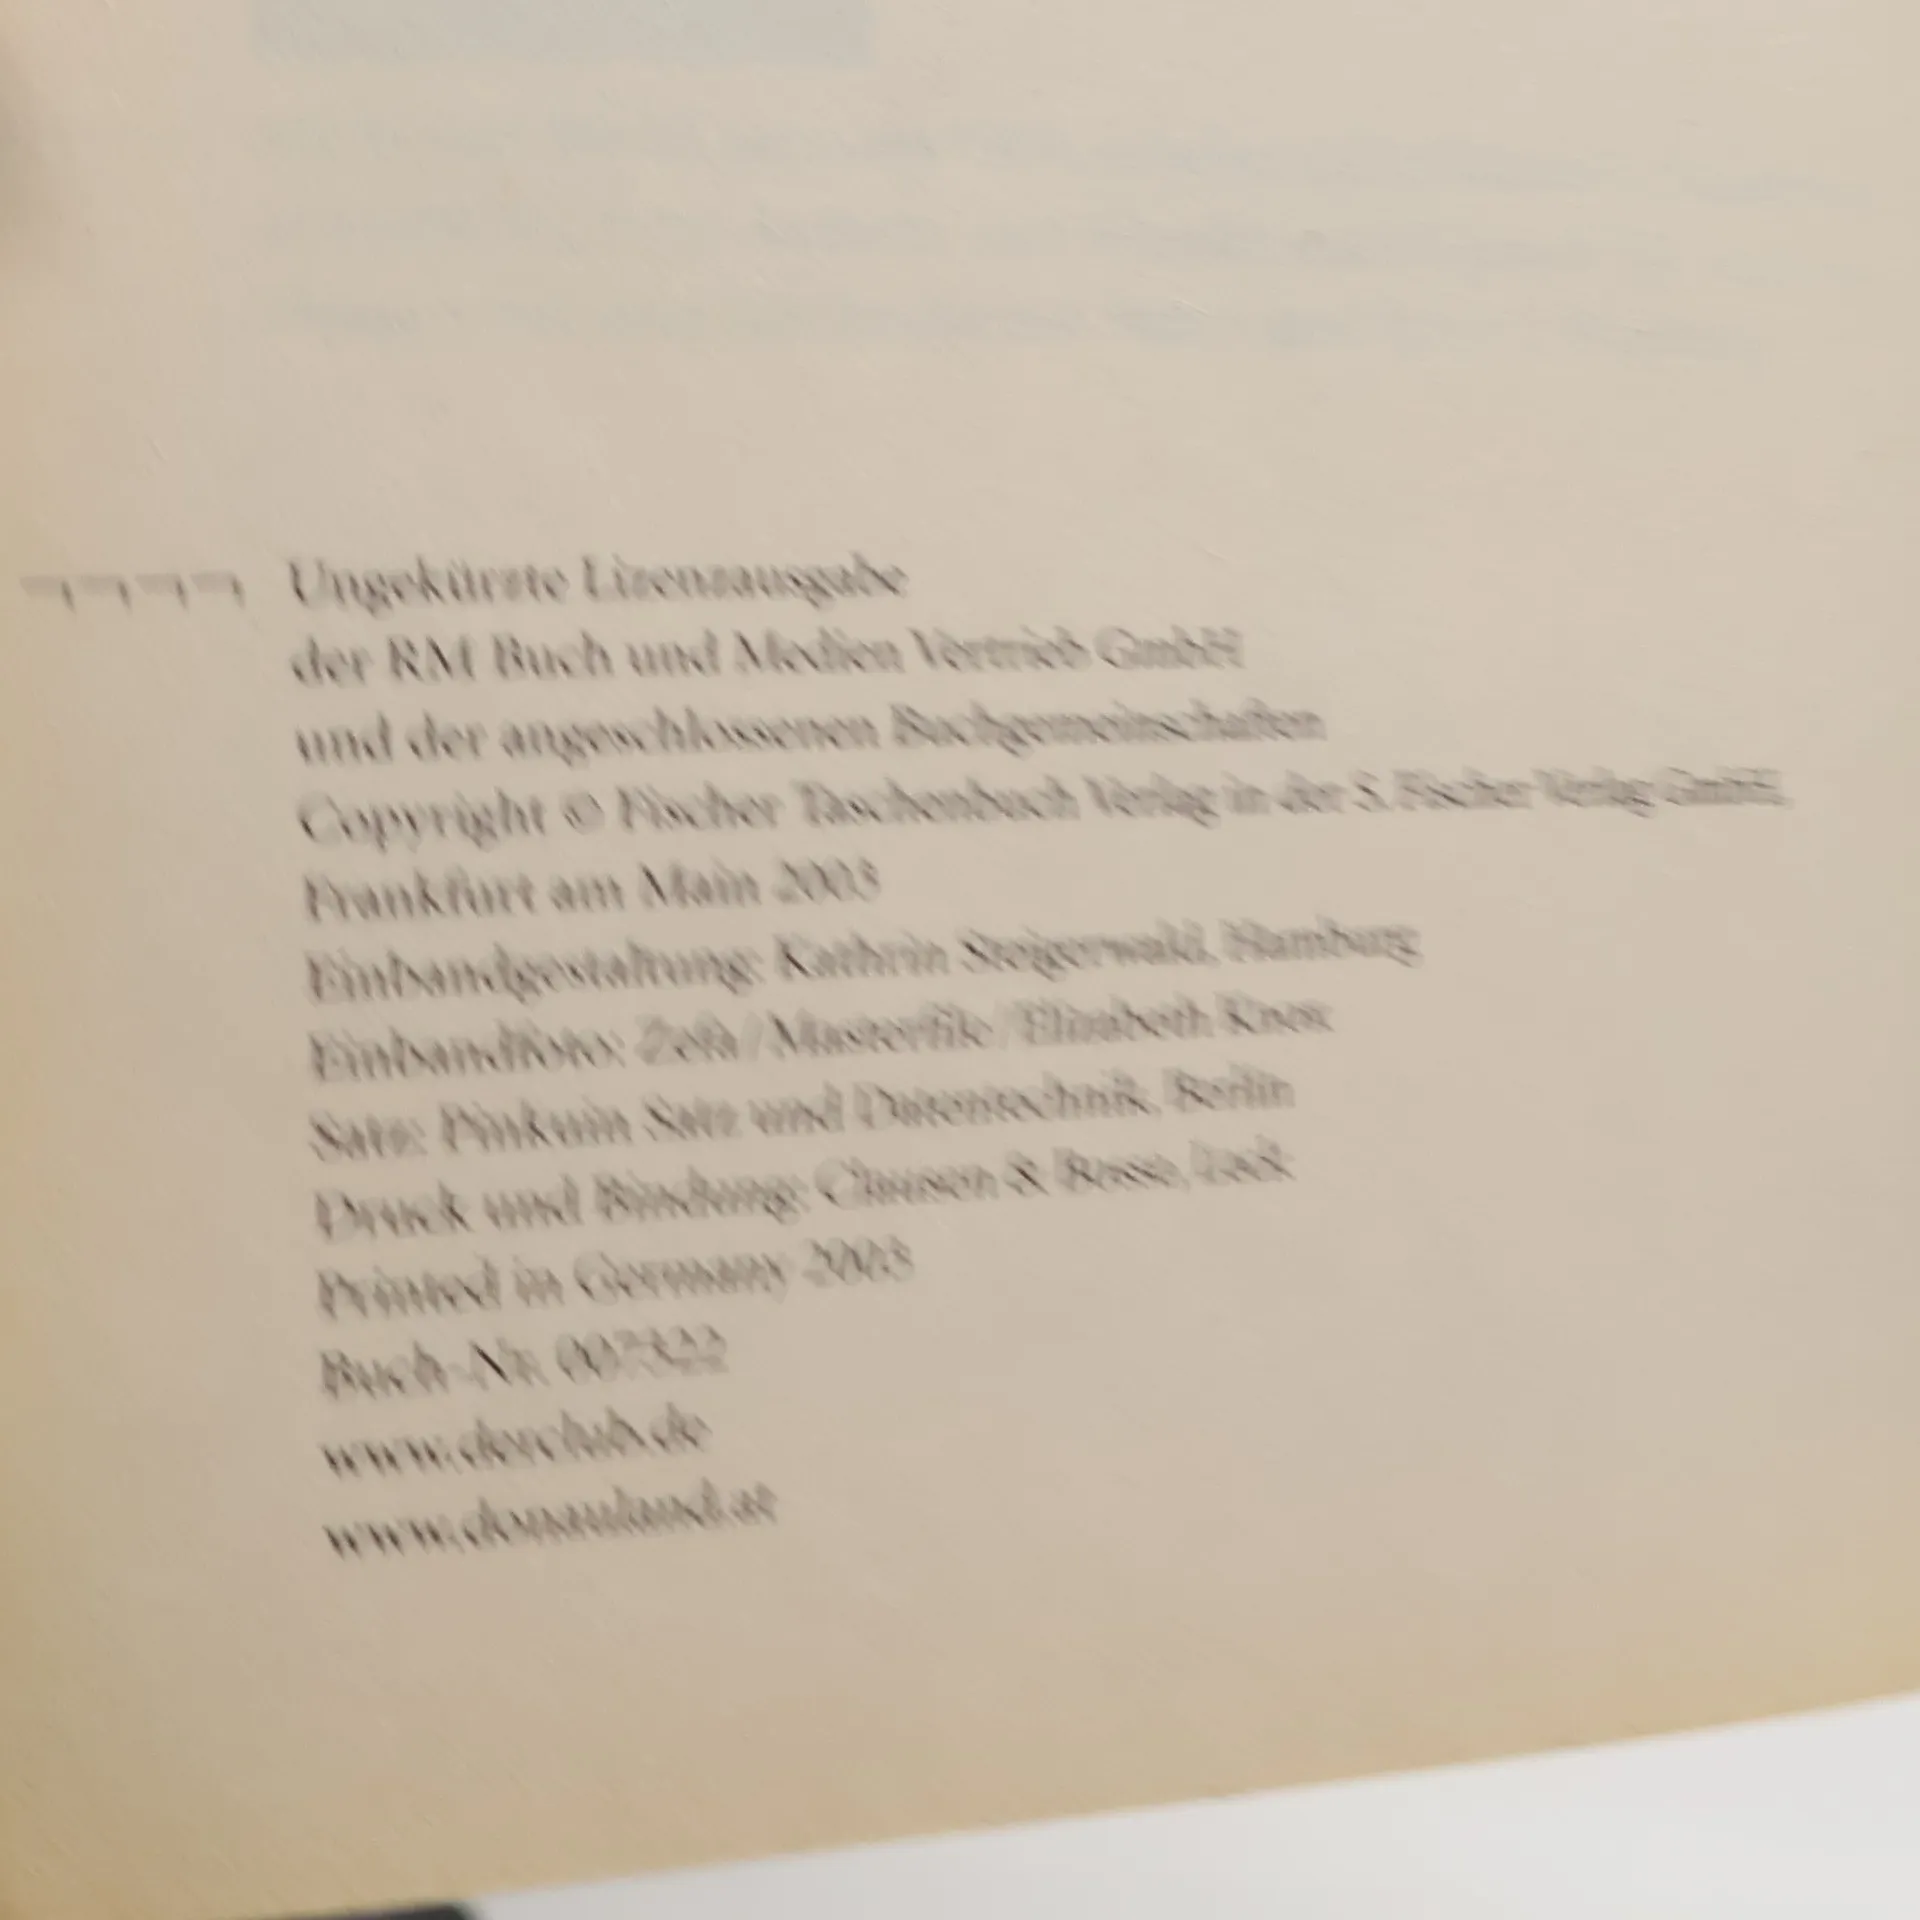 Ungekürzte Lizenzausgabe
der RM Buch und Medien Vertrieb GmbH
und der angeschlossenen Buchgemeinschaften
Copyright © Fischer Taschenbuch Verlag in der S. Fischer Verlag GmbH,
Frankfurt am Main 2003
Einbandgestaltung: Kathrin Steigerwald, Hamburg
Einbandfoto: Zefa / Masterfile / Elizabeth Knox
Satz: Pinkuin Satz und Datentechnik, Berlin
Druck und Bindung: Clausen & Bosse, Leck
Printed in Germany 2003
Buch-Nr. 007322
www.derclub.de
www.donauland.at